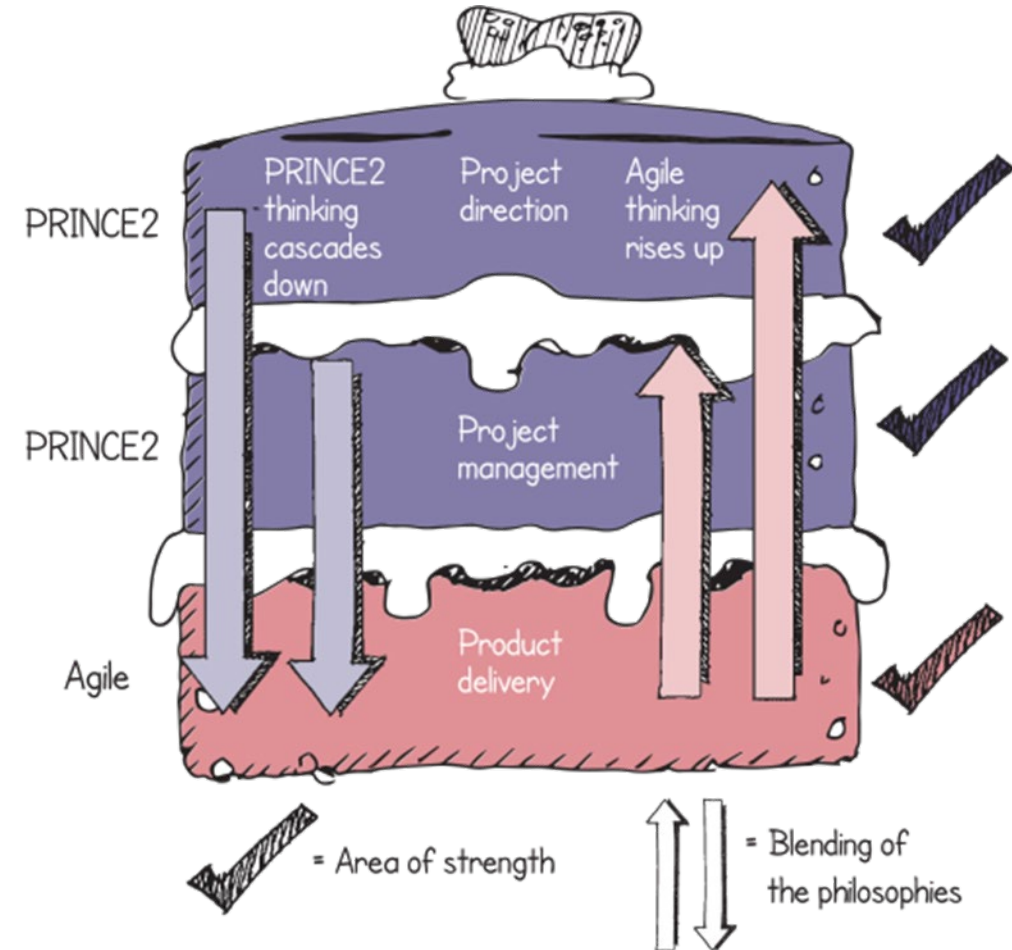 PRINCE2
PRINCE2
thinking
cascades
down
Project
direction
Agile
thinking
rises up
PRINCE2
Project
management
Agile
Product
delivery
= Area of strength
= Blending of
the philosophies